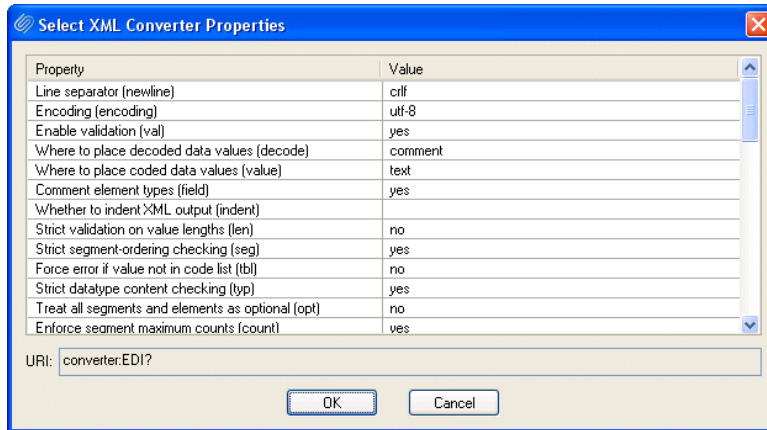 Select XML Converter Properties
Property Value
Line separator (newline) crlf
Encoding (encoding) utf-8
Enable validation (val) yes
Where to place decoded data values (decode) comment
Where to place coded data values (value) text
Comment element types (field) yes
Whether to indent XML output (indent)
Strict validation on value lengths (len) no
Strict segment-ordering checking (seg) yes
Force error if value not in code list (tbl) no
Strict datatype content checking (typ) yes
Treat all segments and elements as optional (opt) no
Enforce segment maximum counts (count) yes
URI: converter:EDI?
OK Cancel